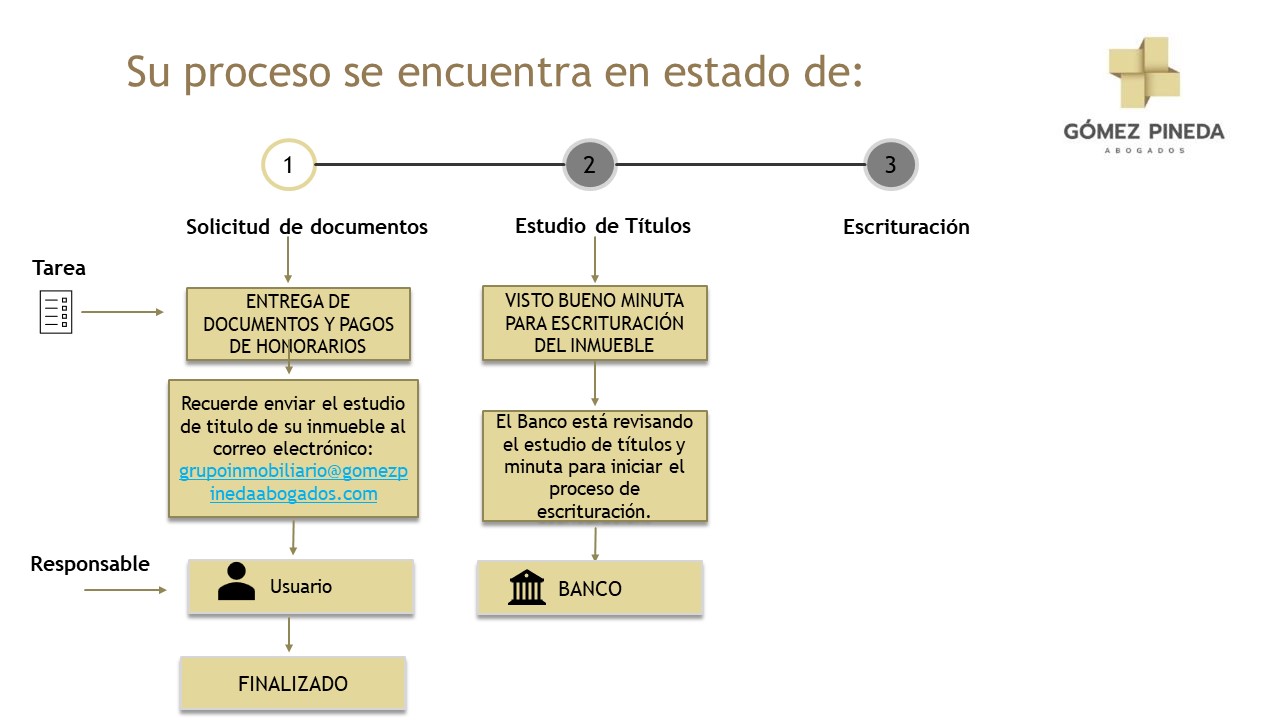 Su proceso se encuentra en estado de:
GÓMEZ PINEDA
ABOGADOS
1
2
3
Solicitud de documentos
Estudio de Títulos
Escrituración
Tarea
ENTREGA DE
DOCUMENTOS Y PAGOS
DE HONORARIOS
VISTO BUENO MINUTA
PARA ESCRITURACIÓN
DEL INMUEBLE
Recuerde enviar el estudio
de titulo de su inmueble al
correo electrónico:
grupoinmobiliario@gomezp
inedaabogados.com
El Banco está revisando
el estudio de títulos y
minuta para iniciar el
proceso de
escrituración.
Responsable
Usuario
BANCO
FINALIZADO